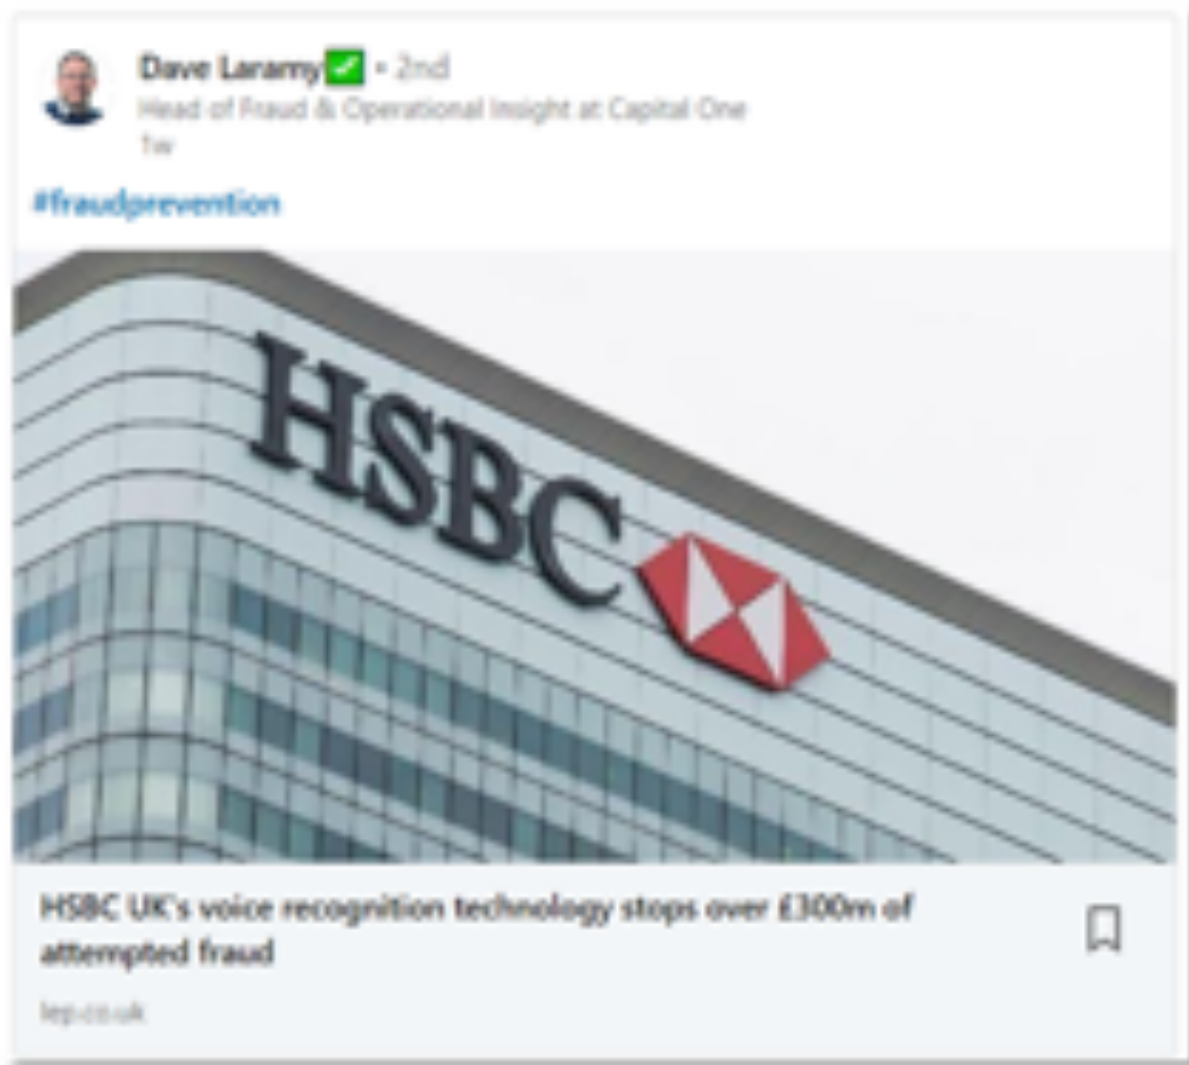 Dave Laramy✅ • 2nd
Head of Fraud & Operational Insight at Capital One
1w
#fraudprevention
HSBC
HSBC UK's voice recognition technology stops over £300m of
attempted fraud
lep.co.uk